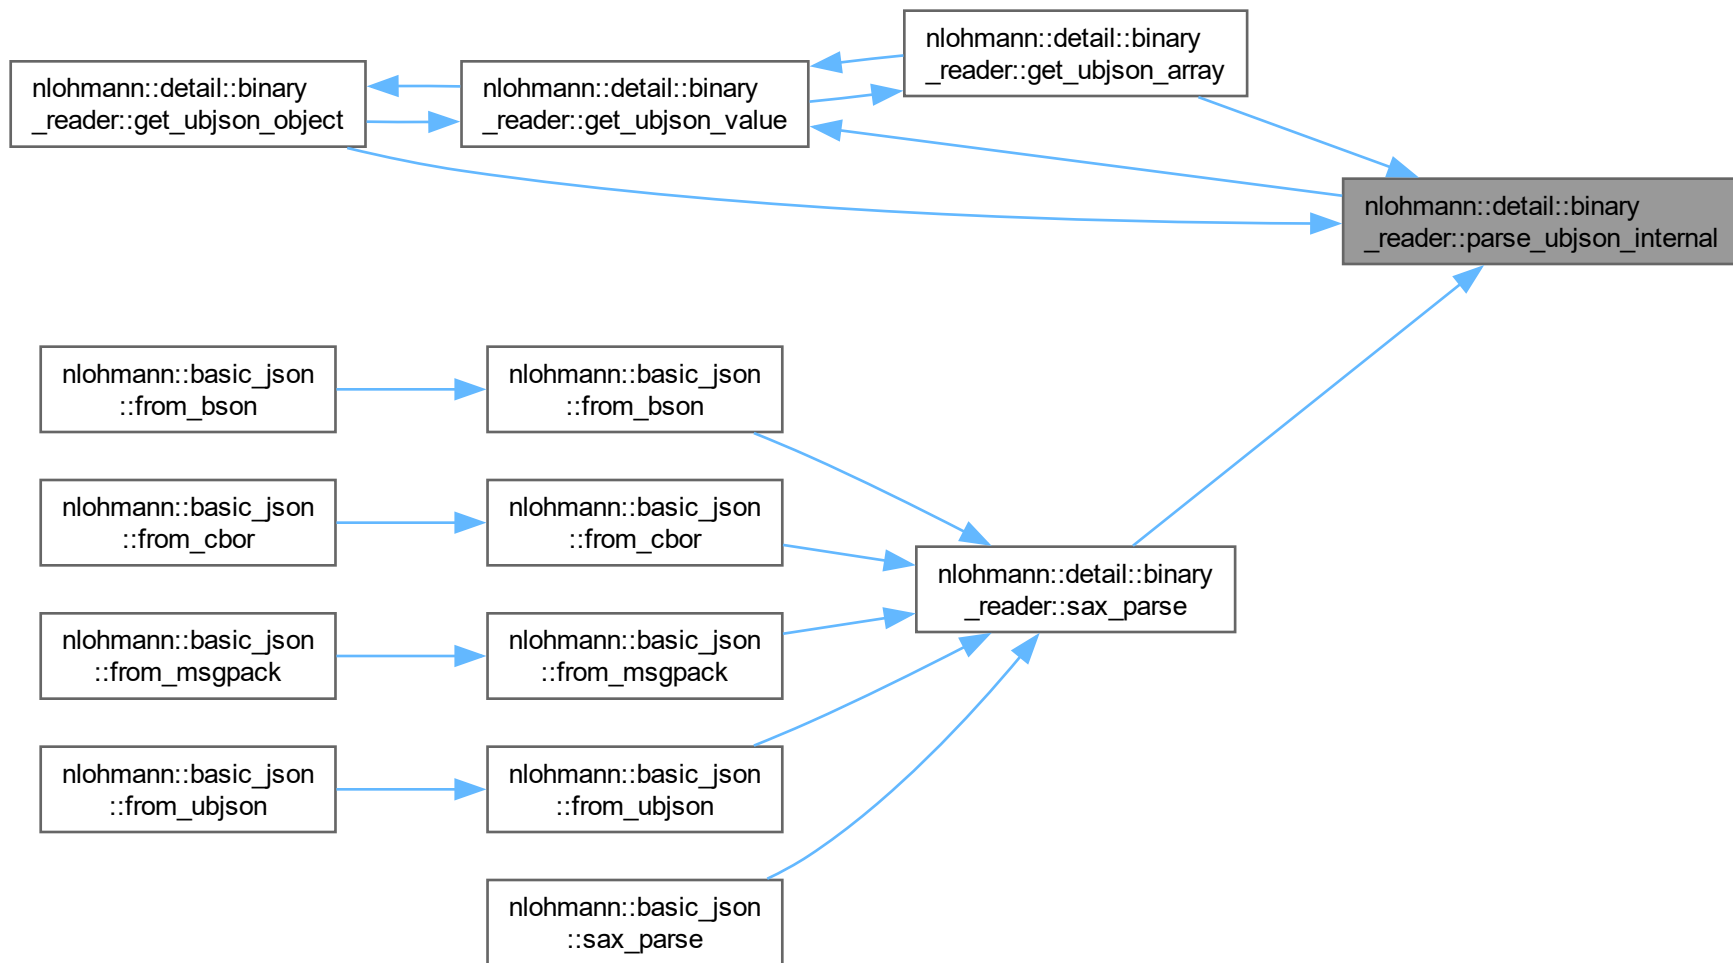 nlohmann::detail::binary
_reader::get_ubjson_array
nlohmann::detail::binary
_reader::get_ubjson_object
nlohmann::detail::binary
_reader::get_ubjson_value
nlohmann::detail::binary
_reader::parse_ubjson_internal
nlohmann::basic_json
::from_bson
nlohmann::basic_json
::from_bson
nlohmann::basic_json
::from_cbor
nlohmann::basic_json
::from_cbor
nlohmann::detail::binary
_reader::sax_parse
nlohmann::basic_json
::from_msgpack
nlohmann::basic_json
::from_msgpack
nlohmann::basic_json
::from_ubjson
nlohmann::basic_json
::from_ubjson
nlohmann::basic_json
::sax_parse